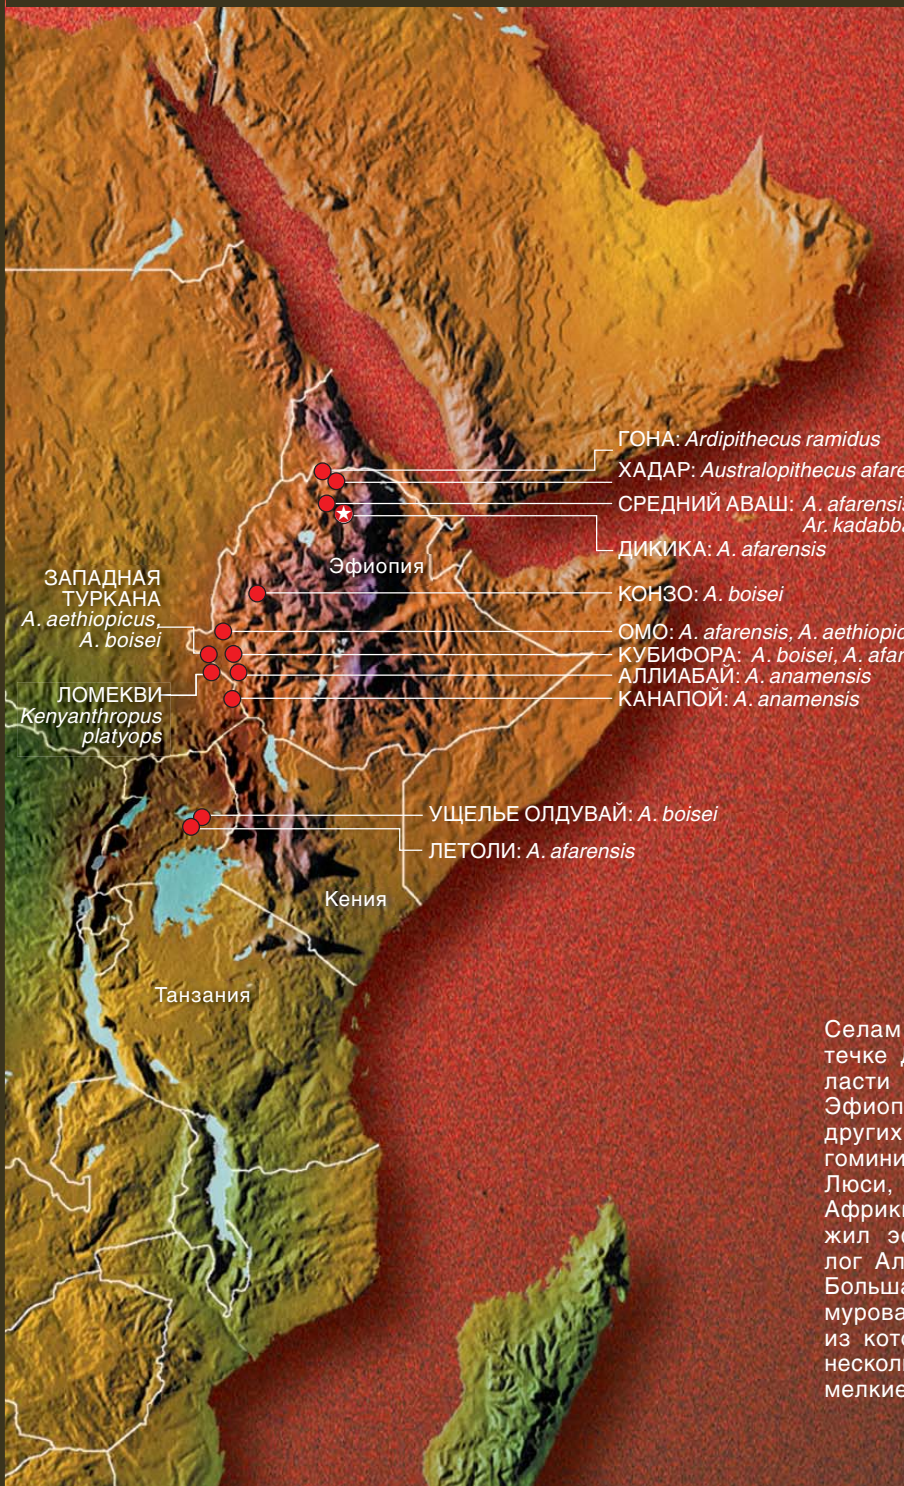 ГОНА: Ardipithecus ramidus
ХАДАР: Australopithecus afare
СРЕДНИЙ АВАШ: A. afarensis
Ar. kadabba
ДИКИКА: A. afarensis
Эфиопия
КОНЗО: A. boisei
ЗАПАДНАЯ
ТУРКАНА
A. aethiopicus,
A. boisei
ОМО: A. afarensis, A. aethiopic
КУБИФОРА: A. boisei, A. afar
АЛЛИАБАЙ: A. anamensis
КАНАПОЙ: A. anamensis
ЛОМЕКВИ
Kenyanthropus
platyops
УЩЕЛЬЕ ОЛДУВАЙ: A. boisei
ЛЕТОЛИ: A. afarensis
Кения
Танзания
Селам
течке
ласти
Эфиоп
других
гомини
Люси,
Африк
жил эс
лог Ал
Больша
мурова
из кото
нескол
мелкие